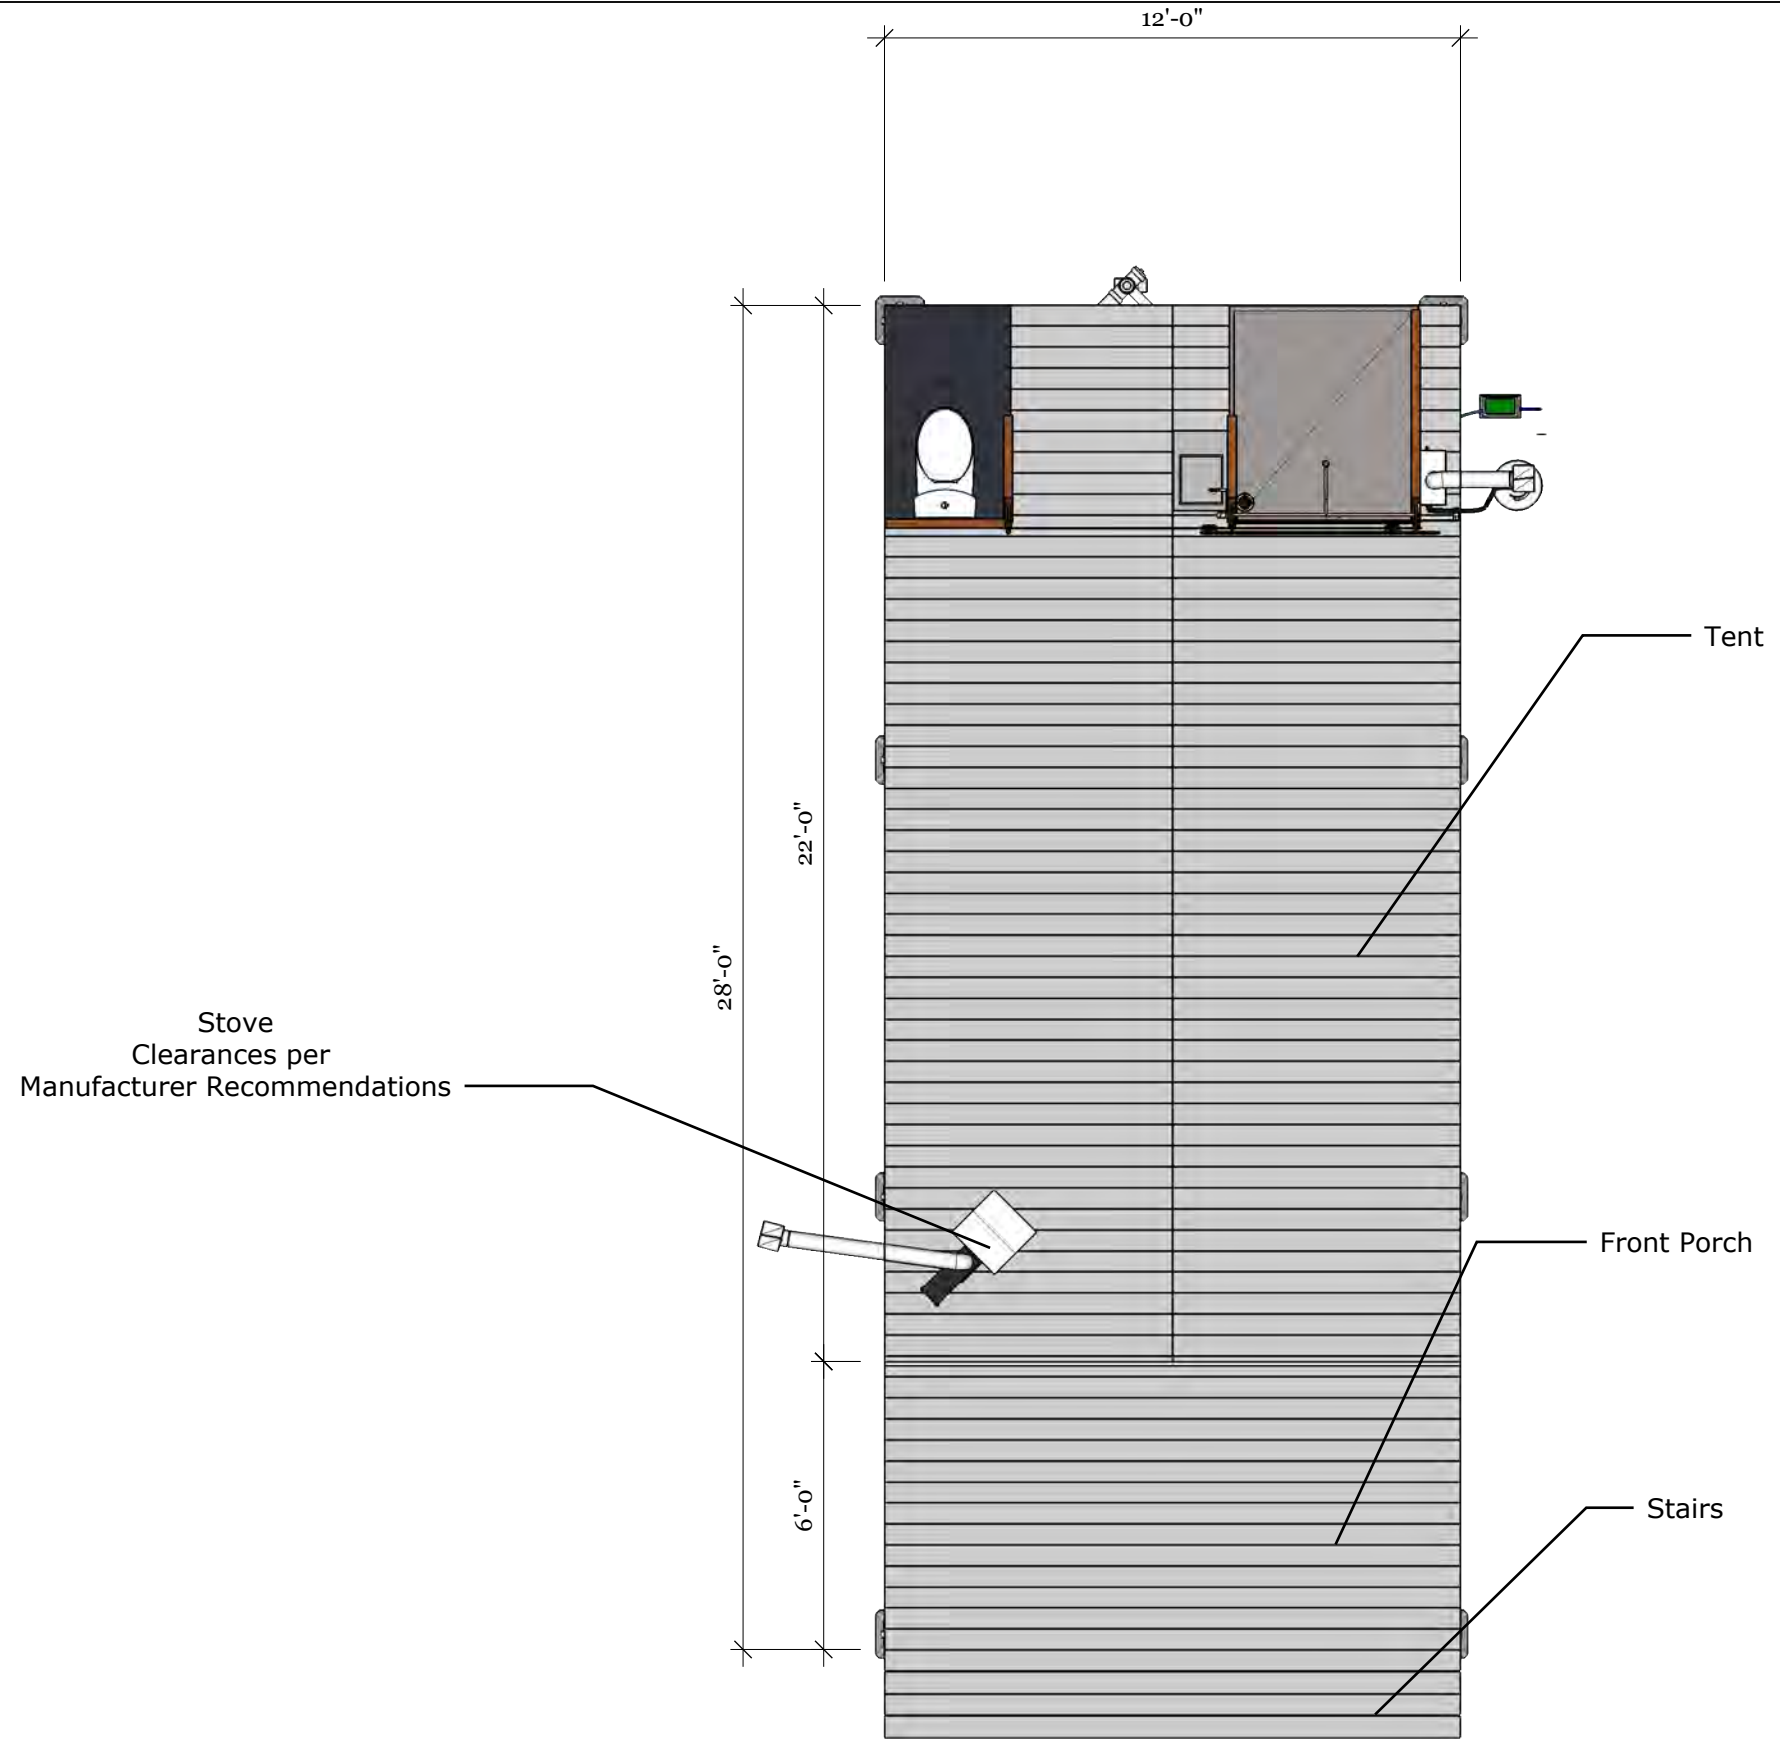 12'-0"
Tent
22'-0"
28'-0"
Stove
Clearances per
Manufacturer Recommendations
Front Porch
6'-0"
Stairs